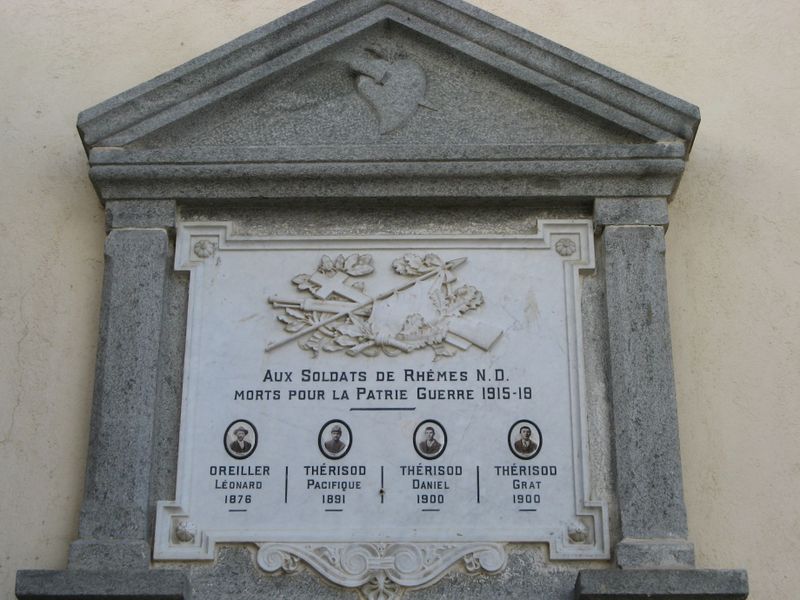 AUX SOLDATS DE RHÊMES N.D.
MORTS POUR LA PATRIE GUERRE 1915-19
OREILLER THÉRISOD THÉRISOD THÉRISOD
LÉONARD PACIFIQUE DANIEL GRAT
1876 1891 1900 1900